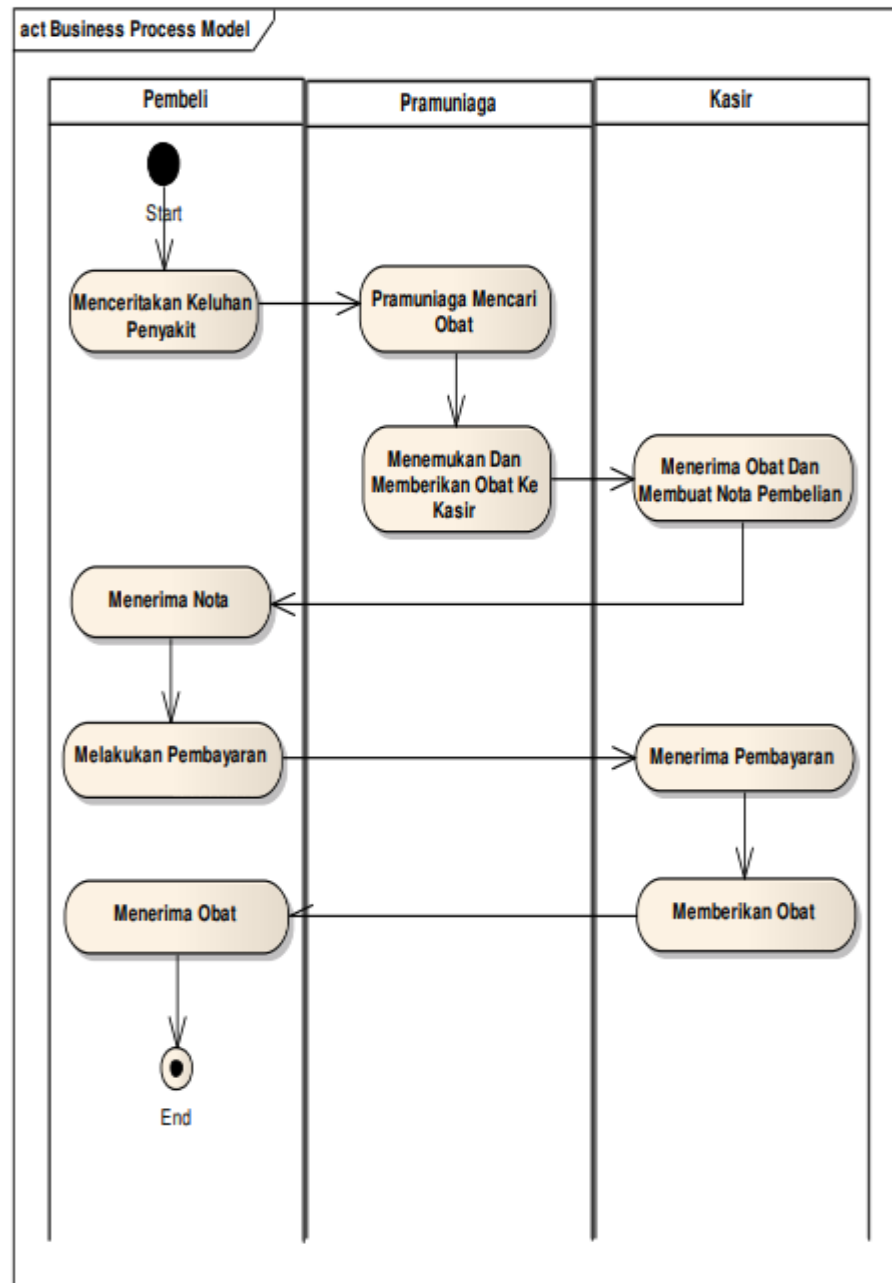 act Business Process Model
Pembeli
Pramuniaga
Kasir
Start
Menceritakan Keluhan
Penyakit
Pramuniaga Mencari
Obat
Menemukan Dan
Memberikan Obat Ke
Kasir
Menerima Obat Dan
Membuat Nota Pembelian
Menerima Nota
Melakukan Pembayaran
Menerima Pembayaran
Menerima Obat
Memberikan Obat
End